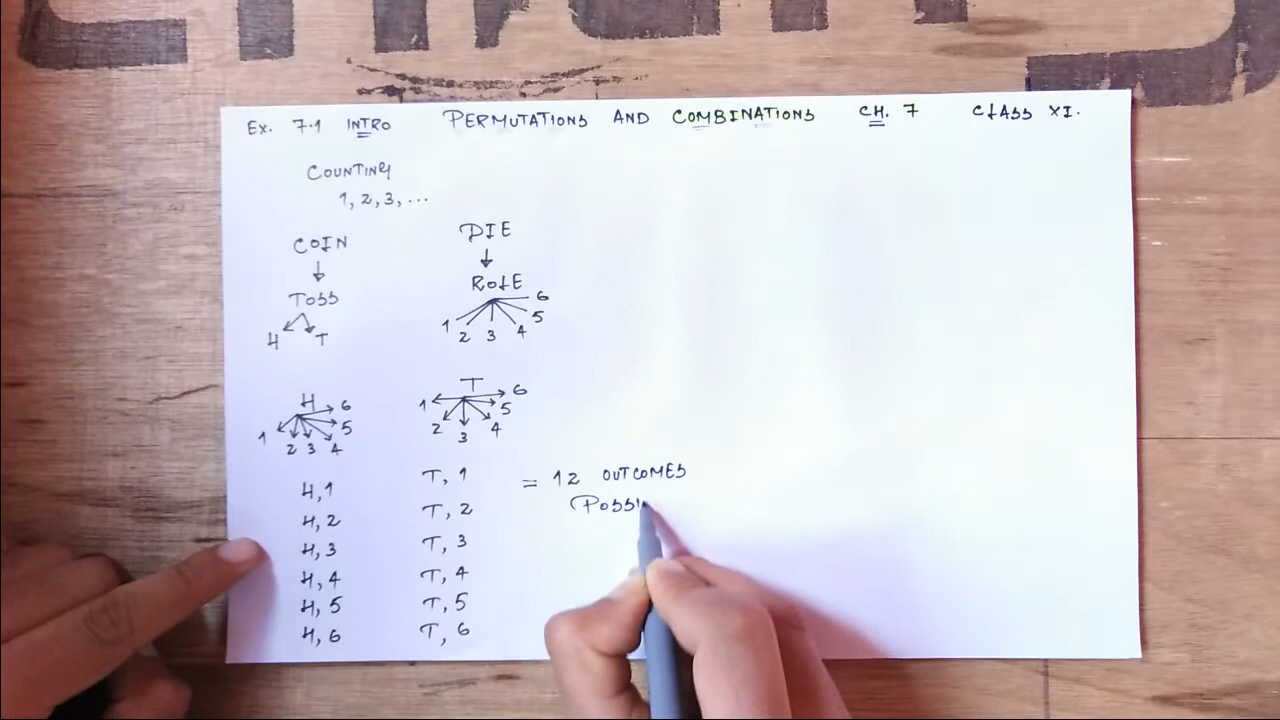 Ex. 7.1 INTRO PERMUTATIONS AND COMBINATIONS CH. 7 CLASS XI.
COUNTING
1, 2, 3, ...
COIN DIE
TOSS ROLE
H T
1 2 3 4 5 6
H T
1 2 3 4 5 6
1 2 3 4 5 6
H,1 T, 1 = 12 OUTCOMES
H,2 T, 2 POSSI
H,3 T, 3
H,4 T, 4
H,5 T, 5
H,6 T, 6